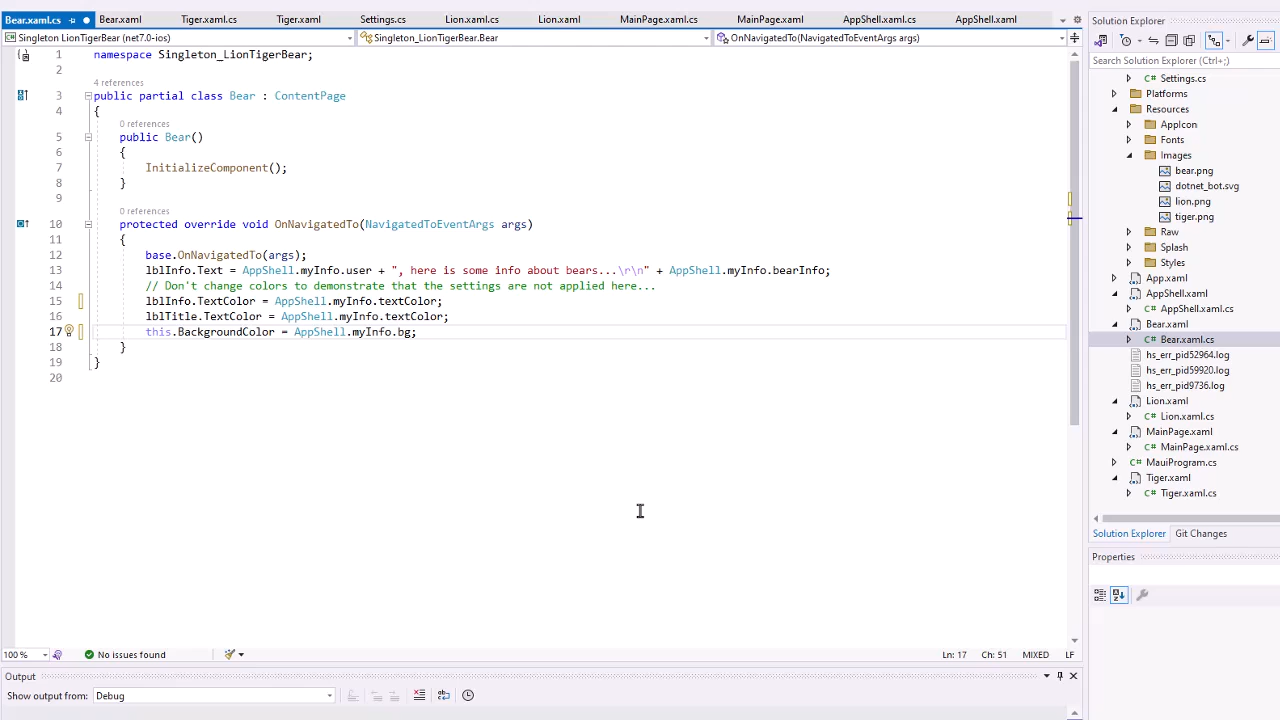 Bear.xaml.cs Bear.xaml Tiger.xaml.cs Tiger.xaml Settings.cs Lion.xaml.cs Lion.xaml MainPage.xaml.cs MainPage.xaml AppShell.xaml.cs AppShell.xaml
Singleton LionTigerBear (net7.0-ios) Singleton_LionTigerBear.Bear OnNavigatedTo(NavigatedToEventArgs args)
1 namespace Singleton_LionTigerBear;
2
4 references
3 public partial class Bear : ContentPage
4 {
0 references
5 public Bear()
6 {
7 InitializeComponent();
8 }
9
0 references
10 protected override void OnNavigatedTo(NavigatedToEventArgs args)
11 {
12 base.OnNavigatedTo(args);
13 lblInfo.Text = AppShell.myInfo.user + ", here is some info about bears...\r\n" + AppShell.myInfo.bearInfo;
14 // Don't change colors to demonstrate that the settings are not applied here...
15 lblInfo.TextColor = AppShell.myInfo.textColor;
16 lblTitle.TextColor = AppShell.myInfo.textColor;
17 this.BackgroundColor = AppShell.myInfo.bg;
18 }
19 }
20
100 % No issues found Ln: 17 Ch: 51 MIXED LF
Output
Show output from: Debug
Solution Explorer
Search Solution Explorer (Ctrl+;)
C# Settings.cs
Platforms
Resources
AppIcon
Fonts
Images
bear.png
dotnet_bot.svg
lion.png
tiger.png
Raw
Splash
Styles
App.xaml
AppShell.xaml
C# AppShell.xaml.cs
Bear.xaml
C# Bear.xaml.cs
hs_err_pid52964.log
hs_err_pid59920.log
hs_err_pid9736.log
Lion.xaml
C# Lion.xaml.cs
MainPage.xaml
C# MainPage.xaml.cs
C# MauiProgram.cs
Tiger.xaml
C# Tiger.xaml.cs
Solution Explorer Git Changes
Properties